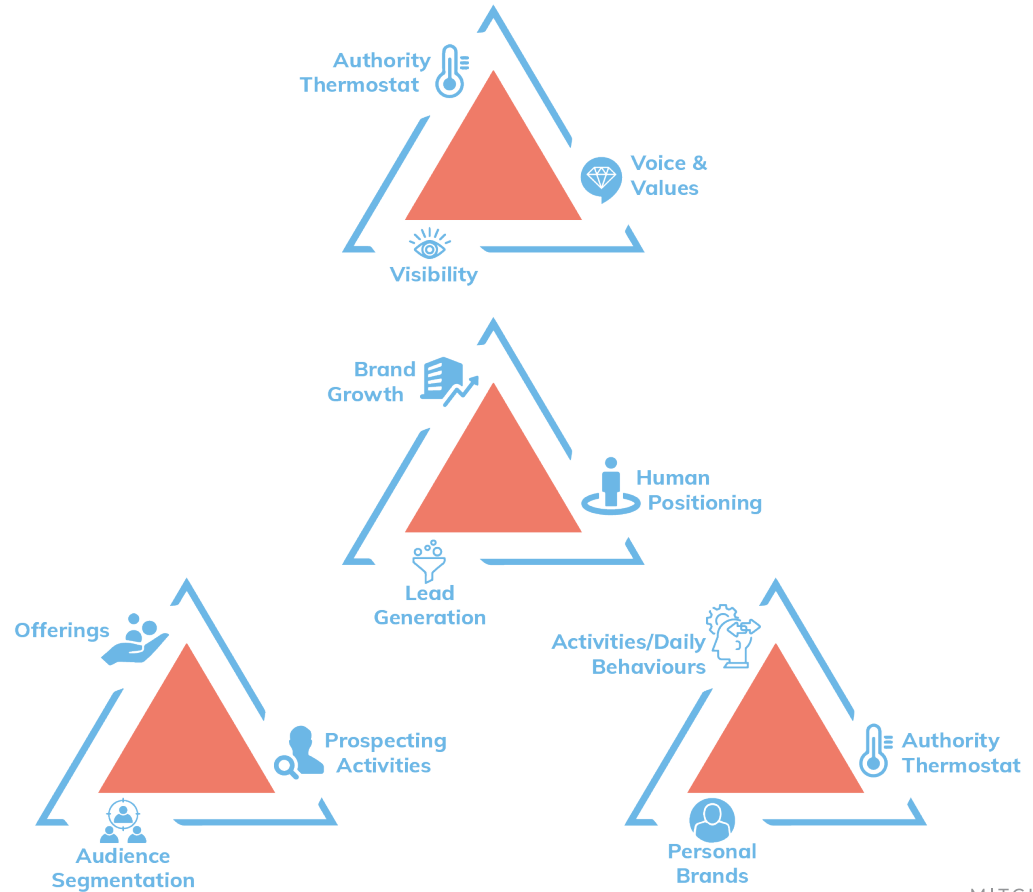 Authority
Thermostat
Voice &
Values
Visibility
Brand
Growth
Human
Positioning
Lead
Generation
Offerings
Prospecting
Activities
Audience
Segmentation
Activities/Daily
Behaviours
Authority
Thermostat
Personal
Brands